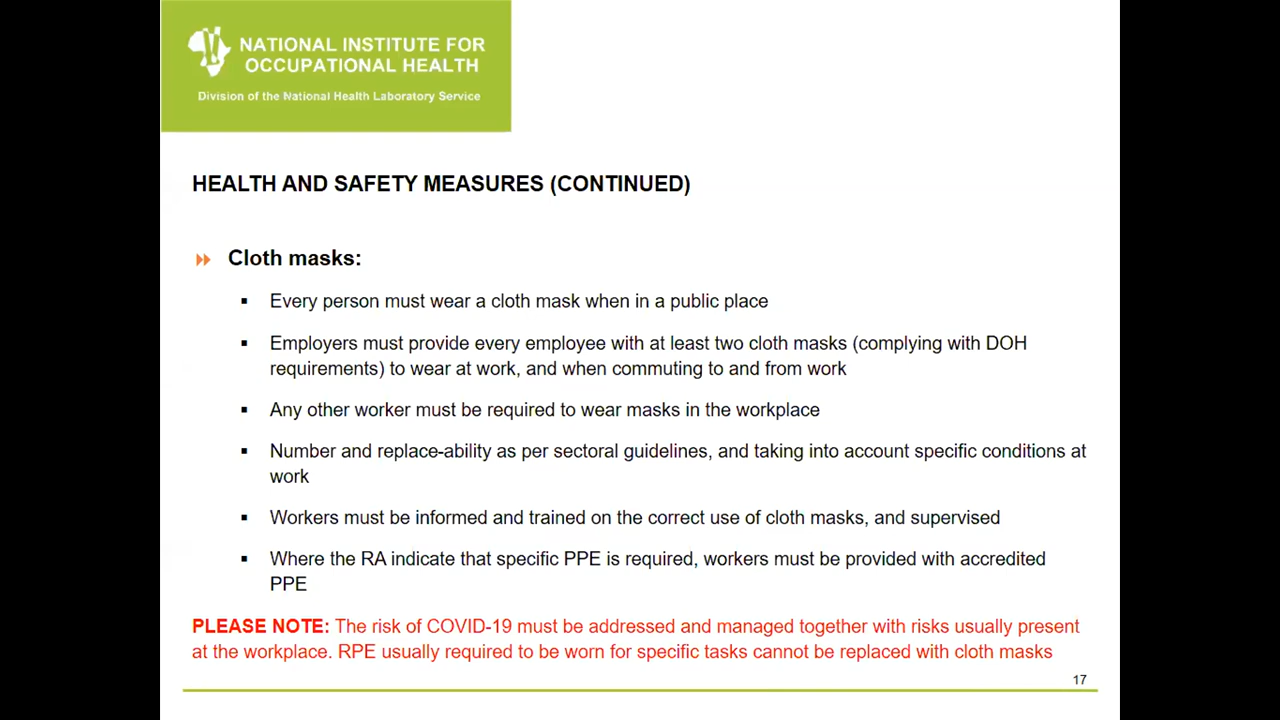 NATIONAL INSTITUTE FOR
OCCUPATIONAL HEALTH
Division of the National Health Laboratory Service
HEALTH AND SAFETY MEASURES (CONTINUED)
Cloth masks:
Every person must wear a cloth mask when in a public place
Employers must provide every employee with at least two cloth masks (complying with DOH
requirements) to wear at work, and when commuting to and from work
Any other worker must be required to wear masks in the workplace
Number and replace-ability as per sectoral guidelines, and taking into account specific conditions at
work
Workers must be informed and trained on the correct use of cloth masks, and supervised
Where the RA indicate that specific PPE is required, workers must be provided with accredited
PPE
PLEASE NOTE: The risk of COVID-19 must be addressed and managed together with risks usually present
at the workplace. RPE usually required to be worn for specific tasks cannot be replaced with cloth masks
17